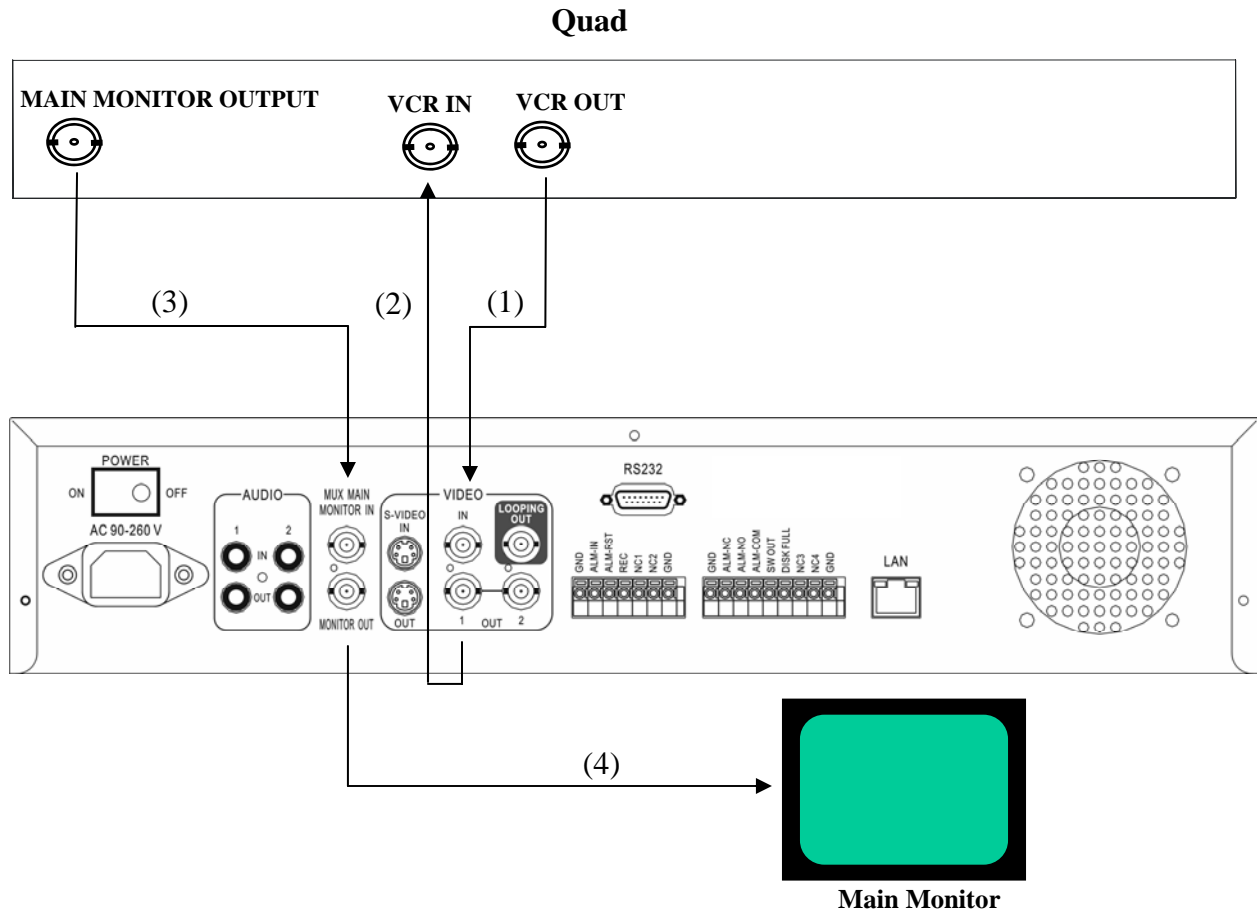 Quad
MAIN MONITOR OUTPUT
VCR IN
VCR OUT
(3)
(2)
(1)
POWER
ON
OFF
AC 90-260 V
AUDIO
1
2
IN
OUT
MUX MAIN
MONITOR IN
MONITOR OUT
VIDEO
S-VIDEO
IN
OUT
IN
LOOPING
OUT
1
OUT
2
RS232
GND
ALM-IN
ALM-RST
REC
NC1
NC2
GND
GND
ALM-NC
ALM-NO
ALM-COM
SW OUT
DISK FULL
NC3
NC4
GND
LAN
(4)
Main Monitor